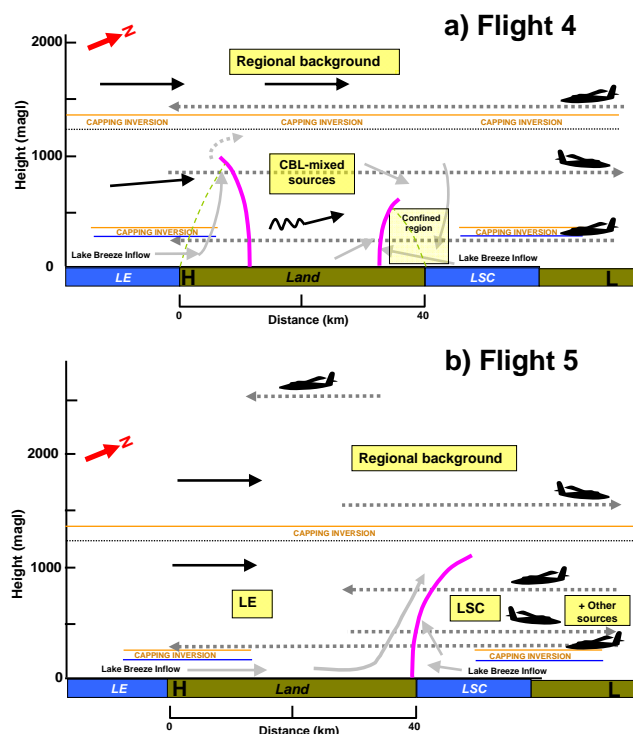 a) Flight 4
N
2000
Regional background
CAPPING INVERSION CAPPING INVERSION CAPPING INVERSION
Height (magl)
1000
CBL-mixed
sources
Confined
region
CAPPING INVERSION CAPPING INVERSION
Lake Breeze Inflow Lake Breeze Inflow
0
LE H Land LSC L
0 40
Distance (km)
b) Flight 5
N
2000
Regional background
CAPPING INVERSION
Height (magl)
1000
LE LSC + Other
sources
CAPPING INVERSION CAPPING INVERSION
Lake Breeze Inflow Lake Breeze Inflow
0
LE H Land LSC L
0 40
Distance (km)